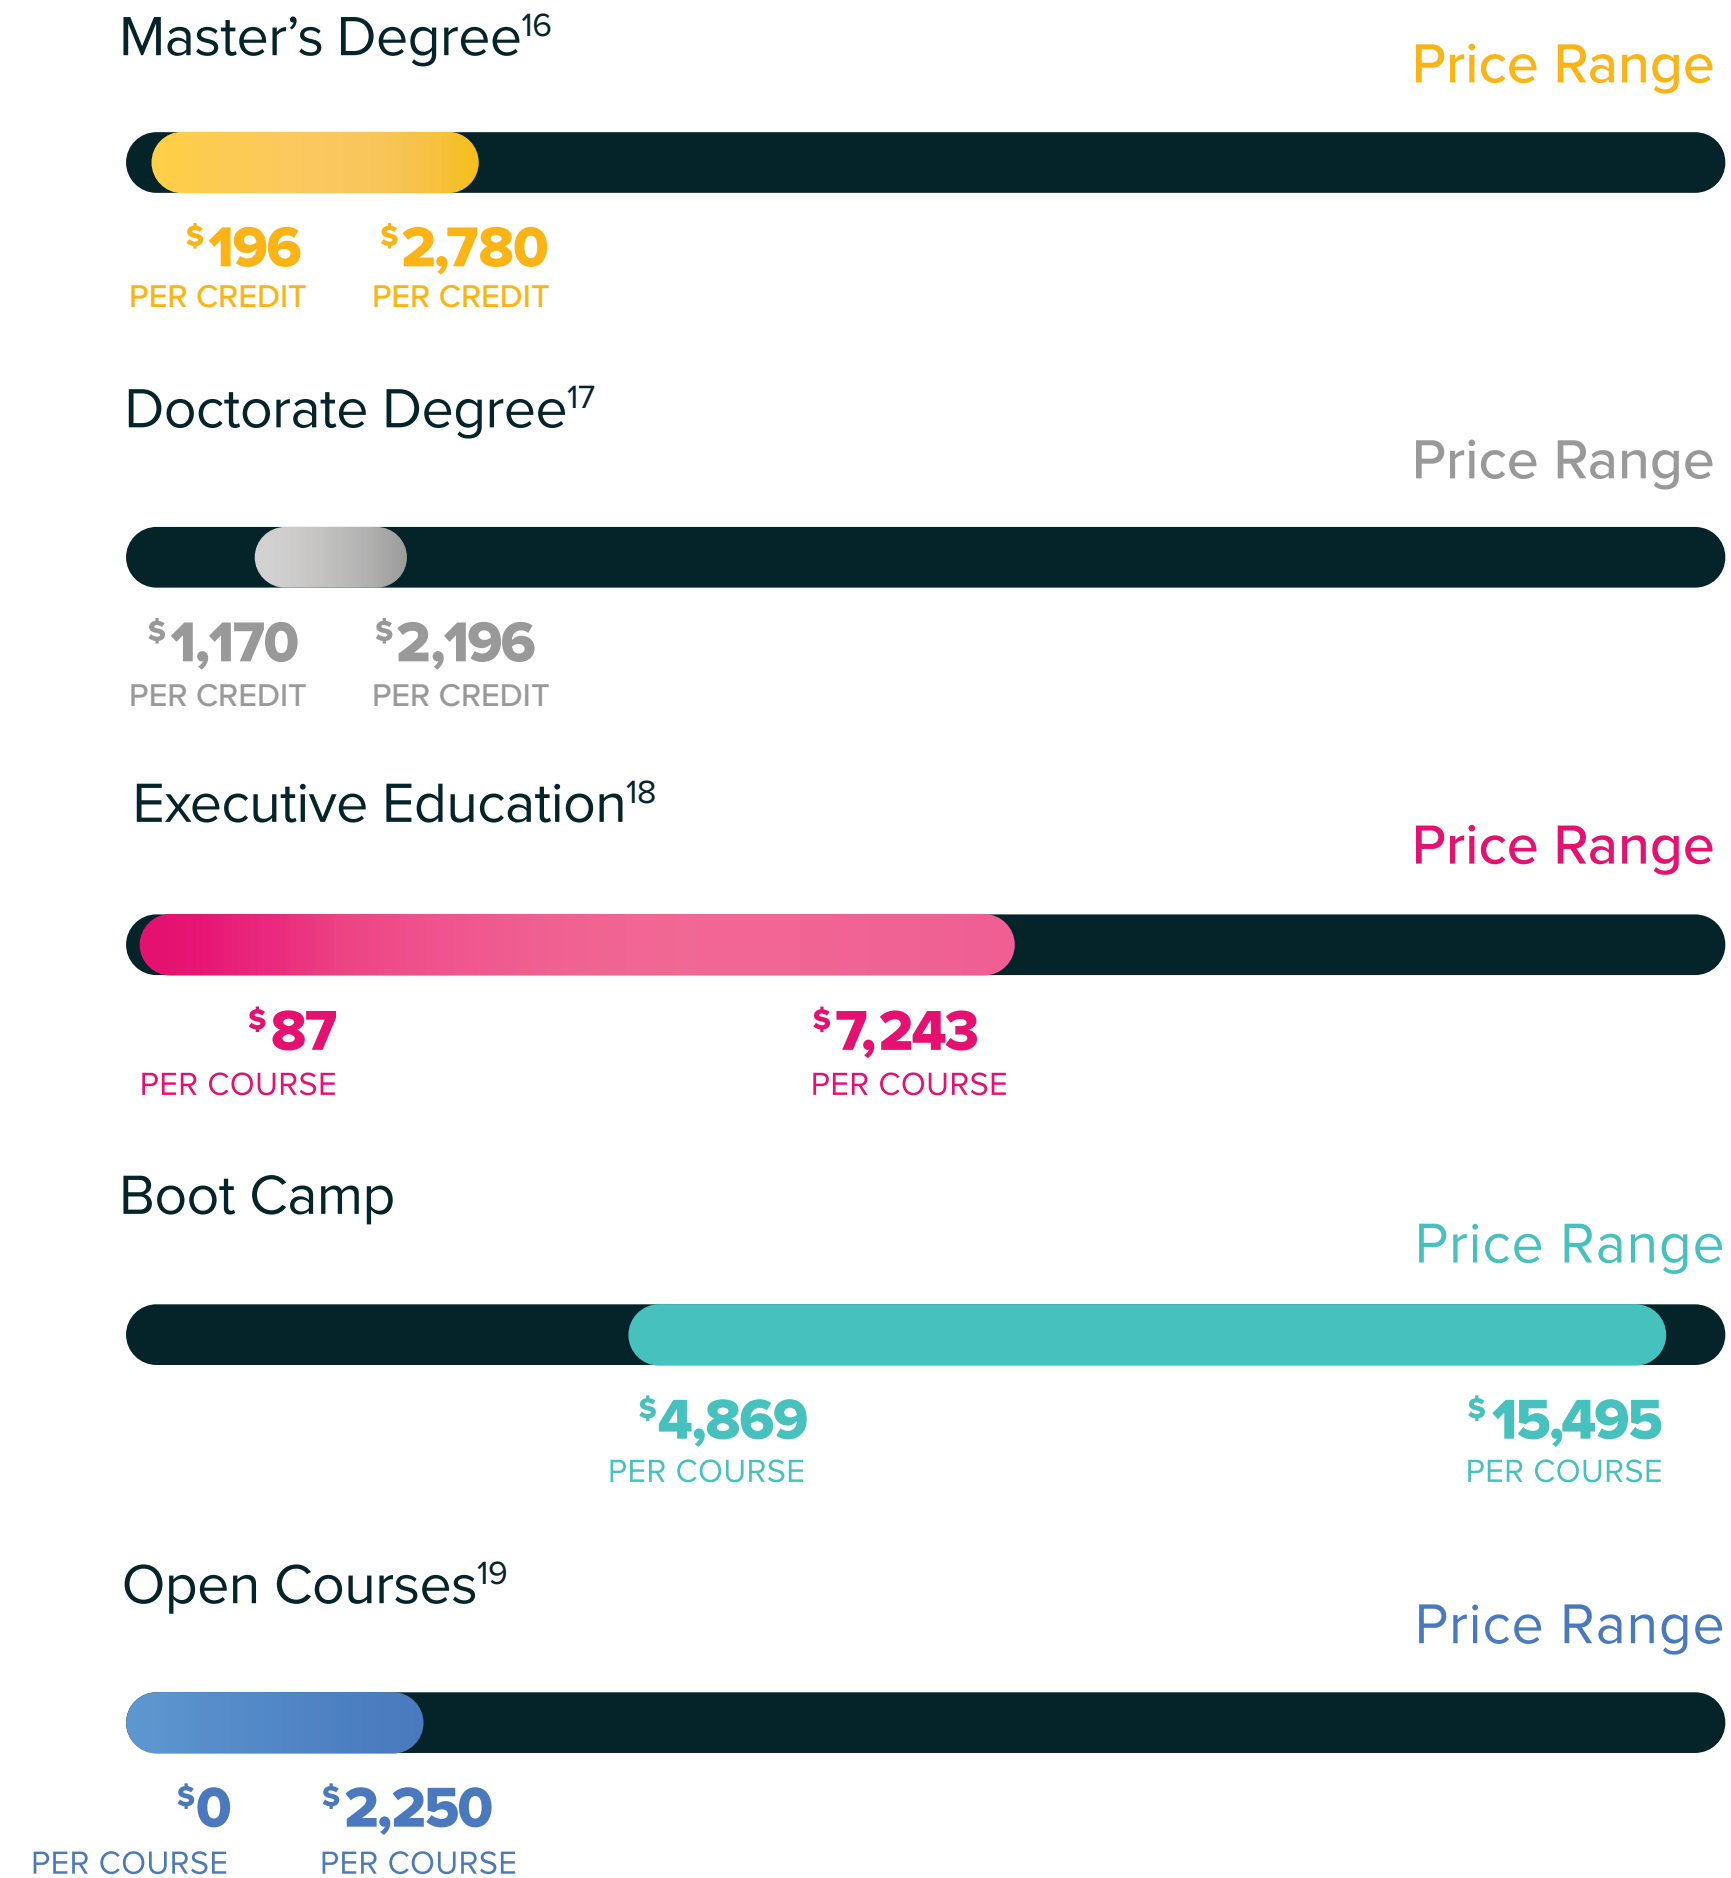 Master’s Degree16
Price Range
$196 $2,780
PER CREDIT PER CREDIT
Doctorate Degree17
Price Range
$1,170 $2,196
PER CREDIT PER CREDIT
Executive Education18
Price Range
$87 $7,243
PER COURSE PER COURSE
Boot Camp
Price Range
$4,869 $15,495
PER COURSE PER COURSE
Open Courses19
Price Range
$0 $2,250
PER COURSE PER COURSE